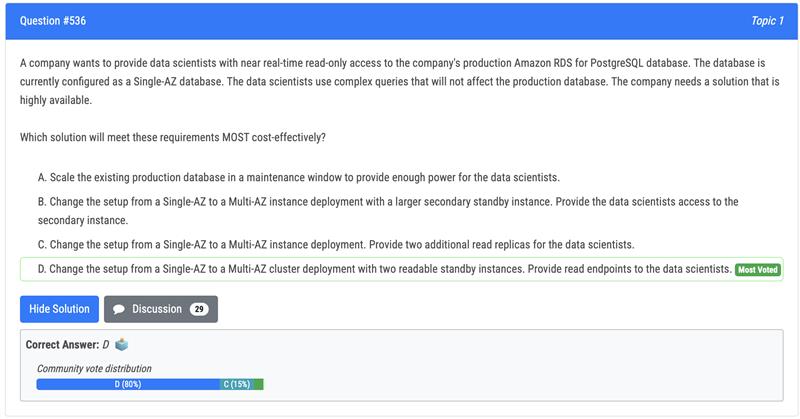 Question #536
Topic 1
A company wants to provide data scientists with near real-time read-only access to the company's production Amazon RDS for PostgreSQL database. The database is
currently configured as a Single-AZ database. The data scientists use complex queries that will not affect the production database. The company needs a solution that is
highly available.
Which solution will meet these requirements MOST cost-effectively?
A. Scale the existing production database in a maintenance window to provide enough power for the data scientists.
B. Change the setup from a Single-AZ to a Multi-AZ instance deployment with a larger secondary standby instance. Provide the data scientists access to the
secondary instance.
C. Change the setup from a Single-AZ to a Multi-AZ instance deployment. Provide two additional read replicas for the data scientists.
D. Change the setup from a Single-AZ to a Multi-AZ cluster deployment with two readable standby instances. Provide read endpoints to the data scientists. Most Voted
Hide Solution
Discussion 29
Correct Answer: D
Community vote distribution
D (80%)
C (15%)